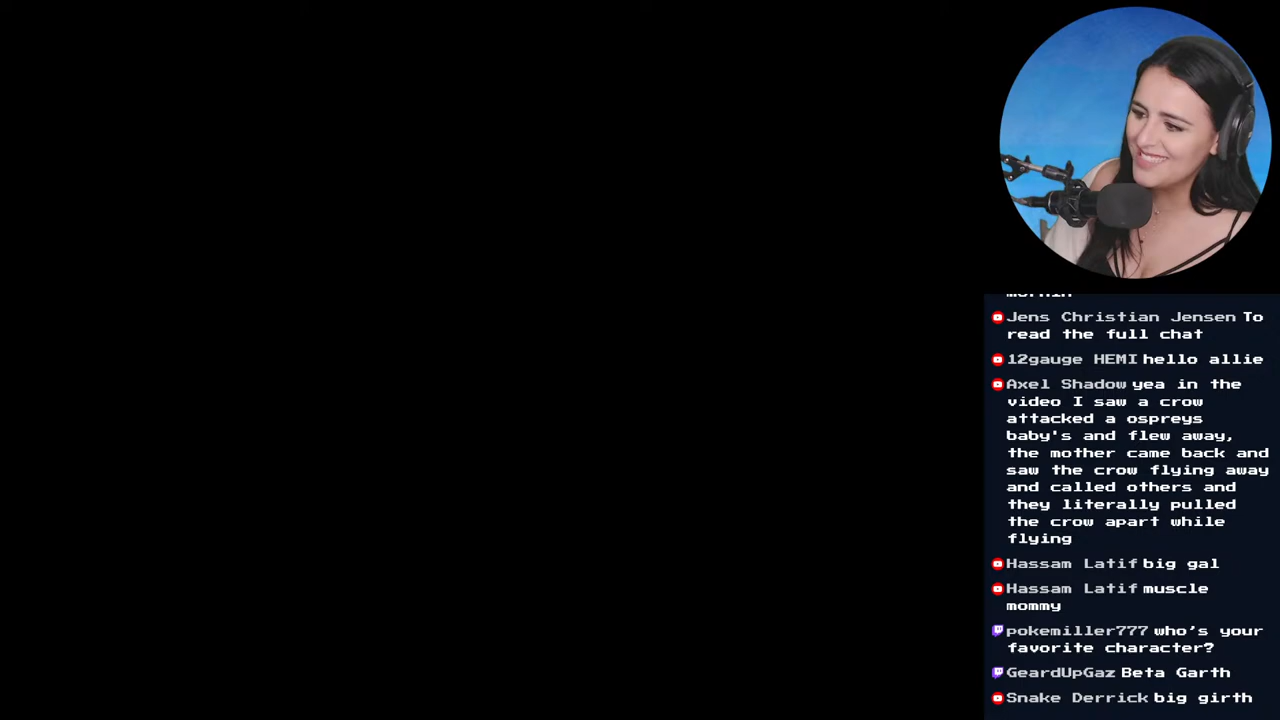 Jens Christian Jensen To
read the full chat
12gauge HEMI hello allie
Axel Shadow yea in the
video I saw a crow
attacked a ospreys
baby's and flew away,
the mother came back and
saw the crow flying away
and called others and
they literally pulled
the crow apart while
flying
Hassam Latif big gal
Hassam Latif muscle
mommy
pokemiller777 who's your
favorite character?
GeardUpGaz Beta Garth
Snake Derrick big girth